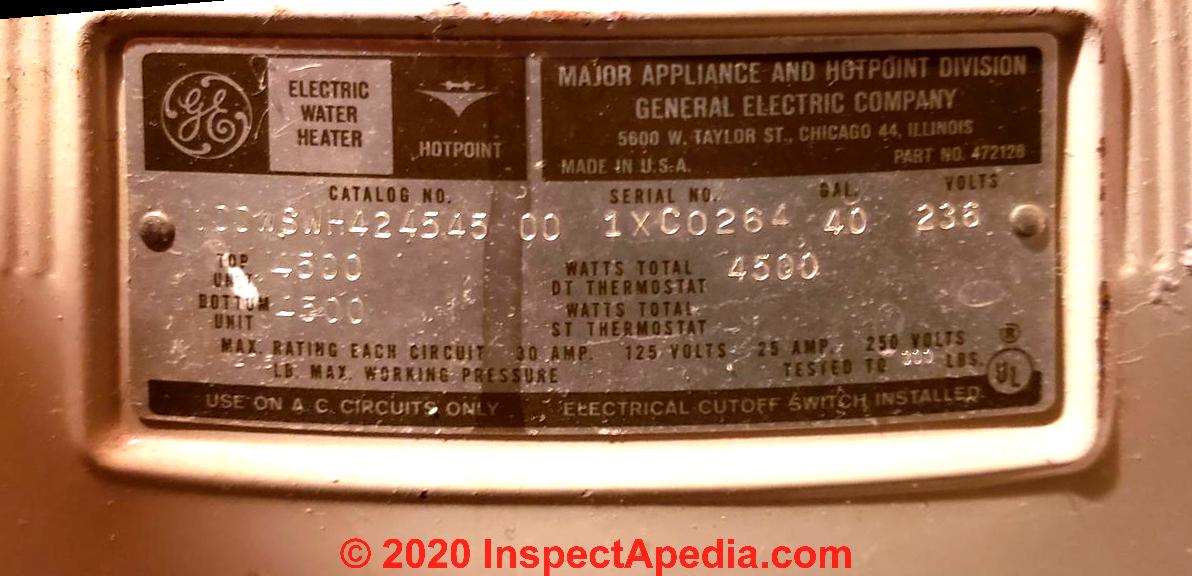 GE
ELECTRIC
WATER
HEATER
HOTPOINT
MAJOR APPLIANCE AND HOTPOINT DIVISION
GENERAL ELECTRIC COMPANY
5600 W. TAYLOR ST., CHICAGO 44, ILLINOIS
MADE IN U.S.A. PART NO. 472126
CATALOG NO. SERIAL NO. GAL. VOLTS
00 1XC0264 40 236
TOP UNIT 4500
BOTTOM UNIT 4500
WATTS TOTAL DT THERMOSTAT 4500
WATTS TOTAL ST THERMOSTAT
MAX. RATING EACH CIRCUIT 30 AMP. 125 VOLTS 25 AMP. 250 VOLTS
LB. MAX. WORKING PRESSURE TESTED TO LBS.
® UL
USE ON A.C. CIRCUITS ONLY ELECTRICAL CUTOFF SWITCH INSTALLED
© 2020 InspectApedia.com